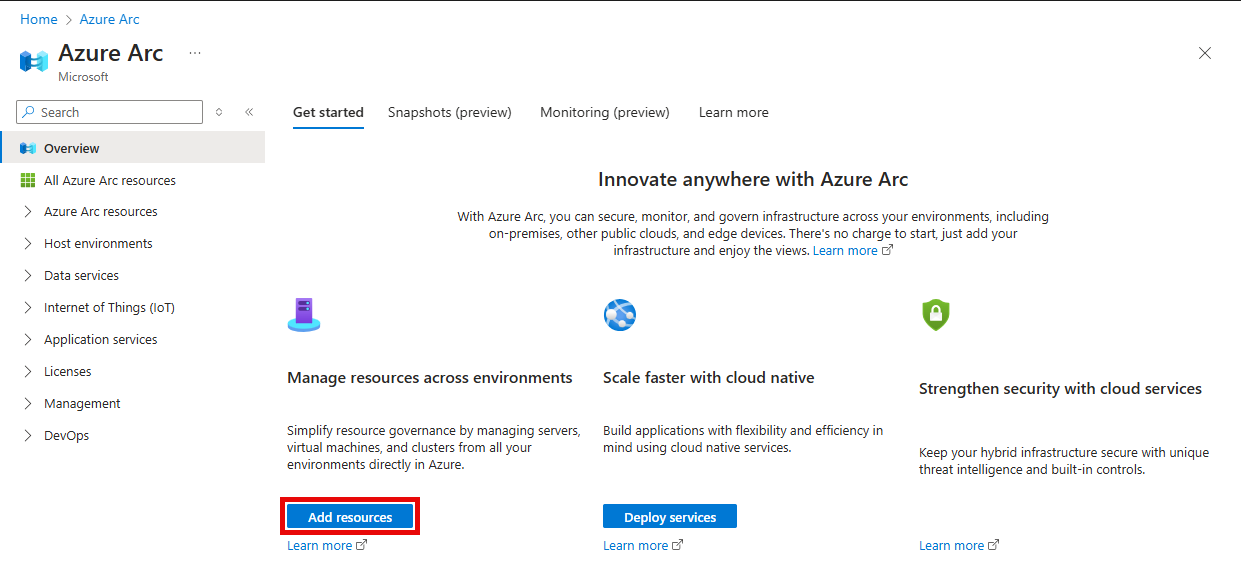 Home > Azure Arc
Azure Arc ...
Microsoft
Search
Overview
All Azure Arc resources
Azure Arc resources
Host environments
Data services
Internet of Things (IoT)
Application services
Licenses
Management
DevOps
Get started Snapshots (preview) Monitoring (preview) Learn more
Innovate anywhere with Azure Arc
With Azure Arc, you can secure, monitor, and govern infrastructure across your environments, including
on-premises, other public clouds, and edge devices. There's no charge to start, just add your
infrastructure and enjoy the views. Learn more
Manage resources across environments
Simplify resource governance by managing servers,
virtual machines, and clusters from all your
environments directly in Azure.
Add resources
Learn more
Scale faster with cloud native
Build applications with flexibility and efficiency in
mind using cloud native services.
Deploy services
Learn more
Strengthen security with cloud services
Keep your hybrid infrastructure secure with unique
threat intelligence and built-in controls.
Learn more